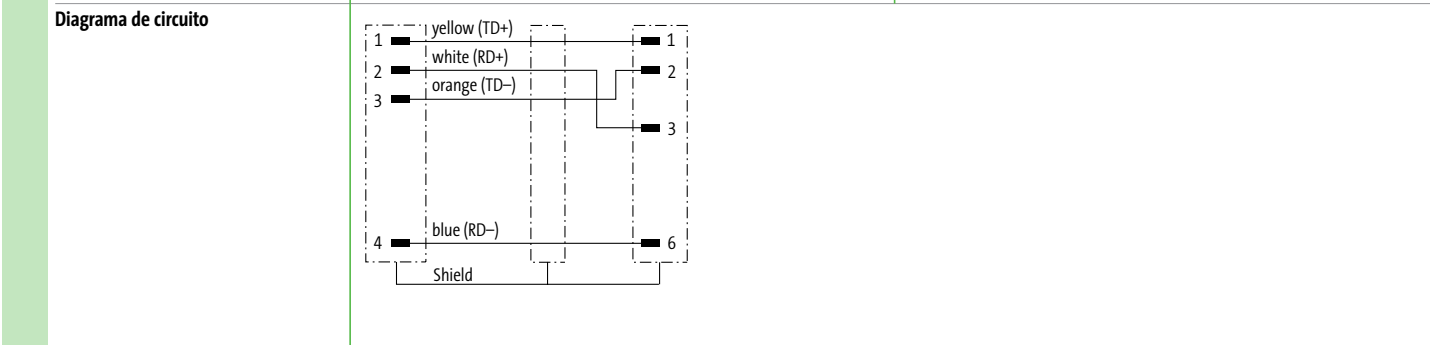 Diagrama de circuito
1 yellow (TD+) 1
2 white (RD+) 2
3 orange (TD–)
3
4 blue (RD–) 6
Shield